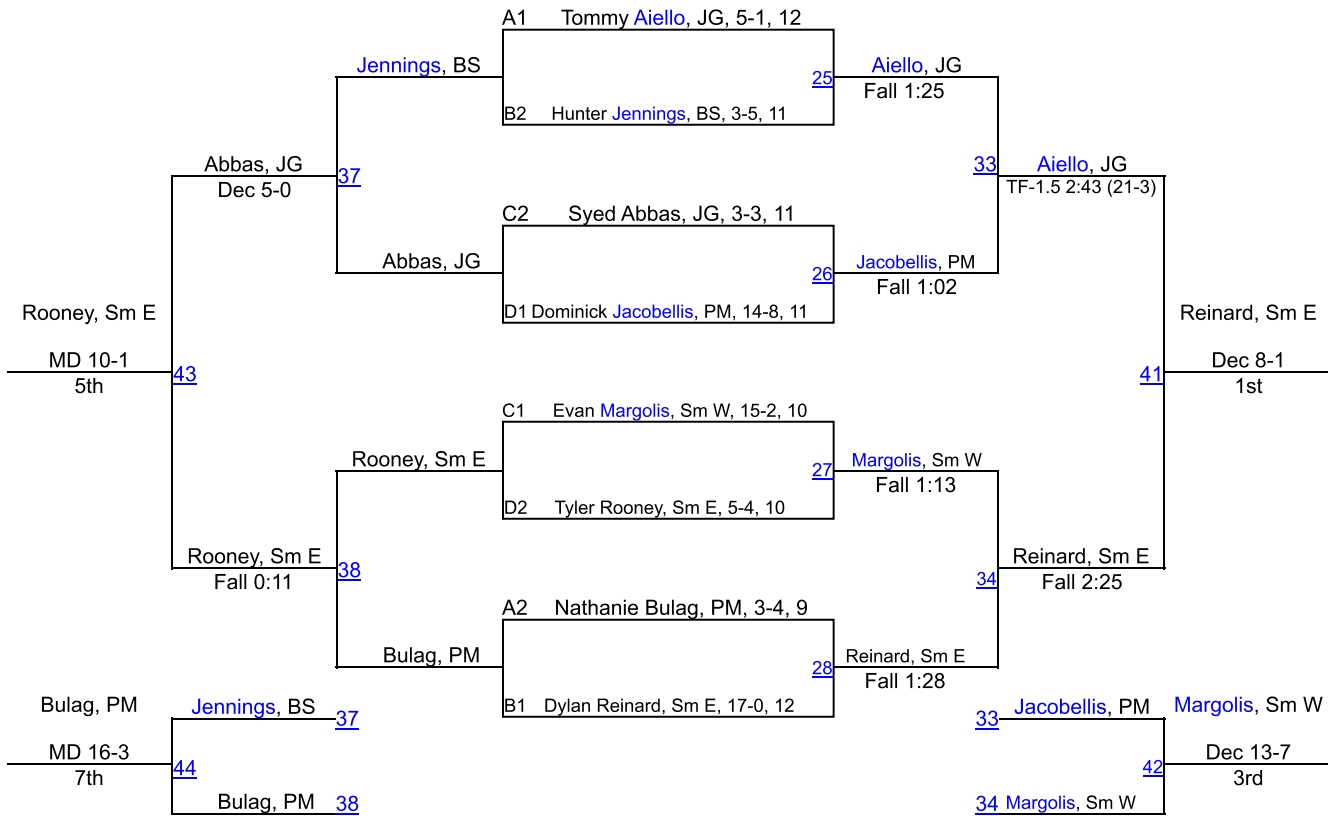 A1 Tommy Aiello, JG, 5-1, 12
Jennings, BS
25
Aiello, JG
Fall 1:25
B2 Hunter Jennings, BS, 3-5, 11
Abbas, JG
Dec 5-0
37
33
Aiello, JG
TF-1.5 2:43 (21-3)
C2 Syed Abbas, JG, 3-3, 11
Abbas, JG
26
Jacobellis, PM
Fall 1:02
D1 Dominick Jacobellis, PM, 14-8, 11
Rooney, Sm E
MD 10-1
5th
43
Reinard, Sm E
41
Dec 8-1
1st
C1 Evan Margolis, Sm W, 15-2, 10
Rooney, Sm E
27
Margolis, Sm W
Fall 1:13
D2 Tyler Rooney, Sm E, 5-4, 10
Rooney, Sm E
Fall 0:11
38
34
Reinard, Sm E
Fall 2:25
A2 Nathanie Bulag, PM, 3-4, 9
Bulag, PM
28
Reinard, Sm E
Fall 1:28
B1 Dylan Reinard, Sm E, 17-0, 12
Bulag, PM
Jennings, BS
37
MD 16-3
7th
44
Bulag, PM
38
33
Jacobellis, PM
Margolis, Sm W
42
Dec 13-7
3rd
34
Margolis, Sm W